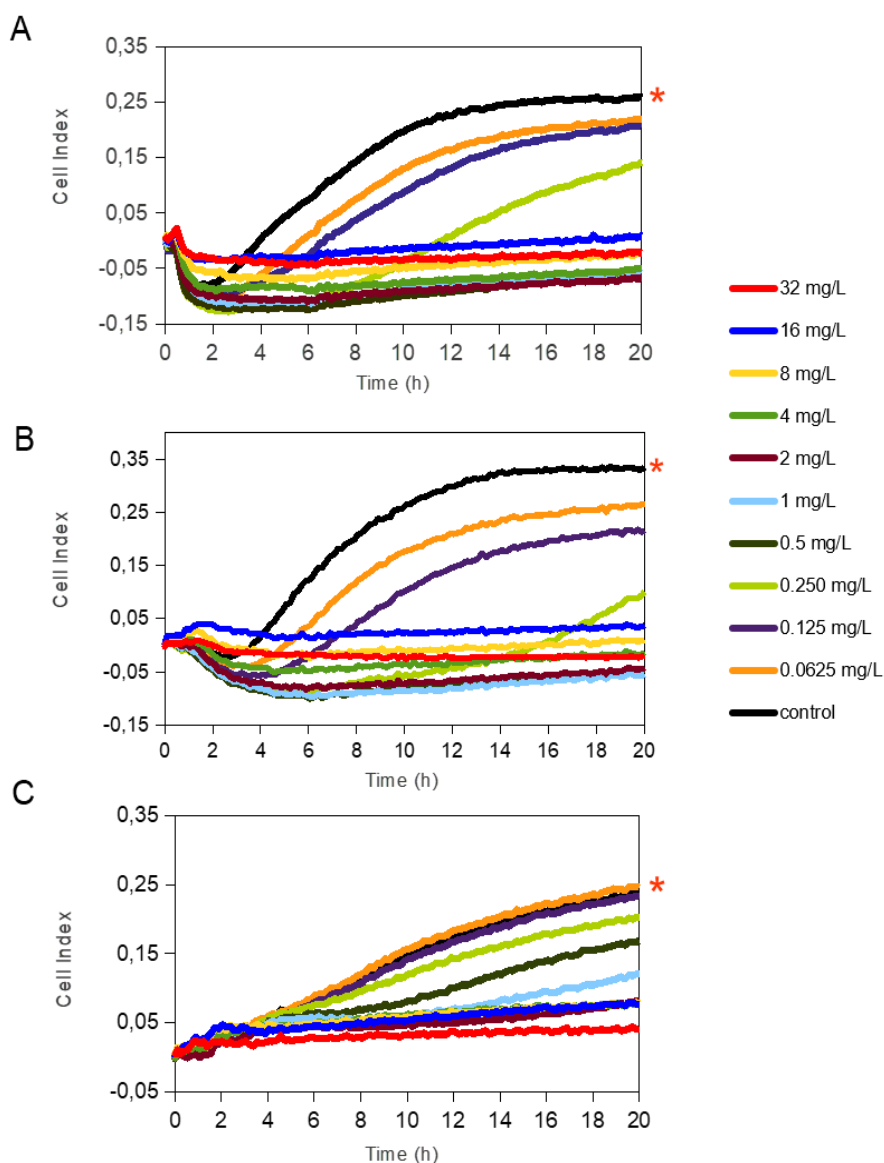 A
0,35
0,25
0,15
0,05
-0,05
-0,15
Cell Index
0 2 4 6 8 10 12 14 16 18 20
Time (h)
*
B
0,35
0,25
0,15
0,05
-0,05
-0,15
Cell Index
0 2 4 6 8 10 12 14 16 18 20
Time (h)
*
C
0,35
0,25
0,15
0,05
-0,05
Cell Index
0 2 4 6 8 10 12 14 16 18 20
Time (h)
*
32 mg/L
16 mg/L
8 mg/L
4 mg/L
2 mg/L
1 mg/L
0.5 mg/L
0.250 mg/L
0.125 mg/L
0.0625 mg/L
control